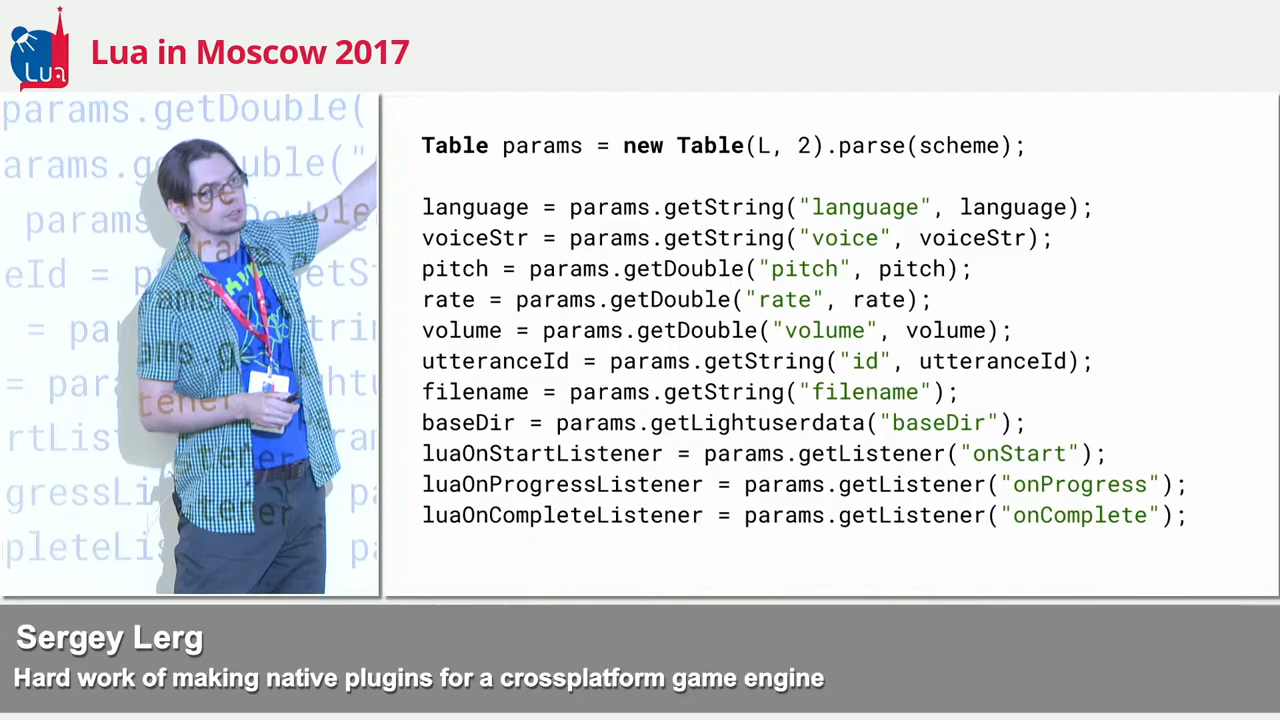 Lua
Lua in Moscow 2017
params.getDouble(
Table params = new Table(L, 2).parse(scheme);
language = params.getString("language", language);
voiceStr = params.getString("voice", voiceStr);
pitch = params.getDouble("pitch", pitch);
rate = params.getDouble("rate", rate);
volume = params.getDouble("volume", volume);
utteranceId = params.getString("id", utteranceId);
filename = params.getString("filename");
baseDir = params.getLightuserdata("baseDir");
luaOnStartListener = params.getListener("onStart");
luaOnProgressListener = params.getListener("onProgress");
luaOnCompleteListener = params.getListener("onComplete");
Sergey Lerg
Hard work of making native plugins for a crossplatform game engine